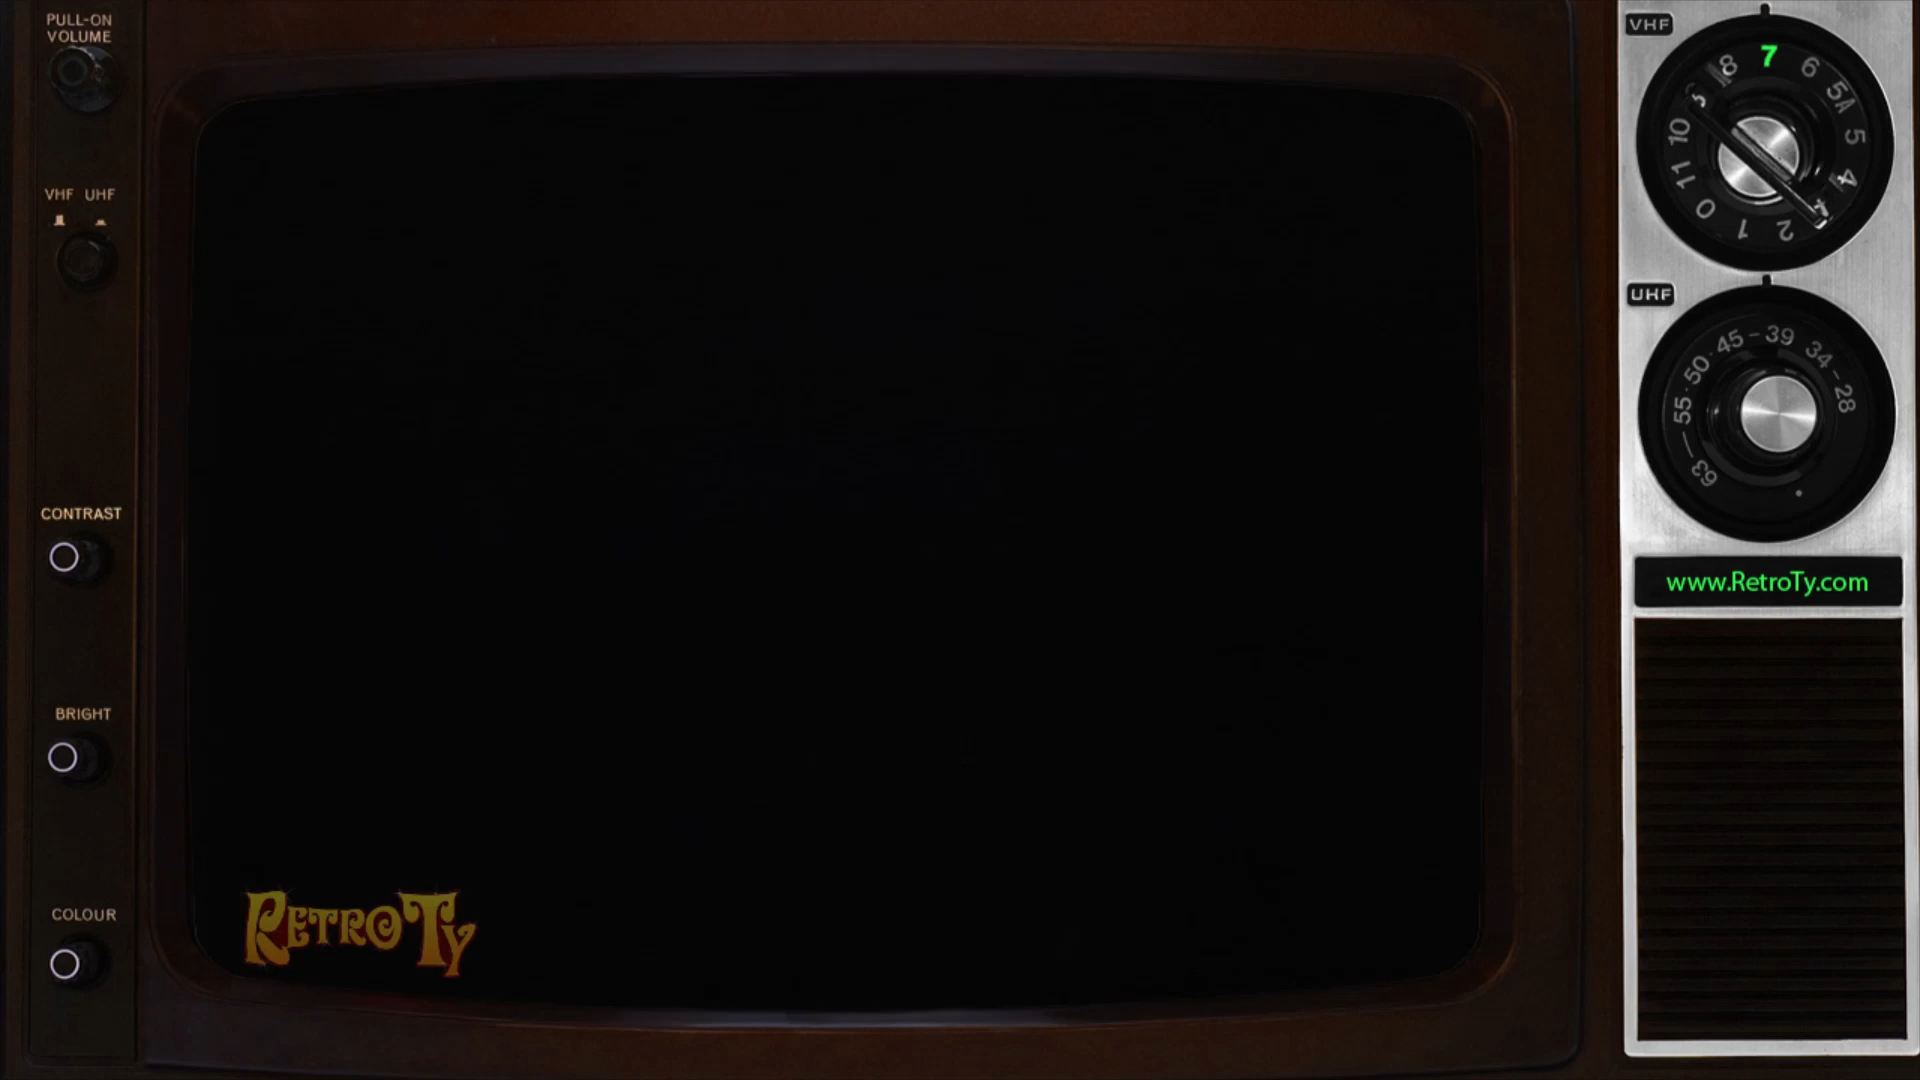 PULL-ON
VOLUME
VHF UHF
CONTRAST
BRIGHT
COLOUR
RETROTY
VHF
7
6
5A
5
4
2
1
0
11
10
8
UHF
63 55 50 45 39 34 28
www.RetroTy.com